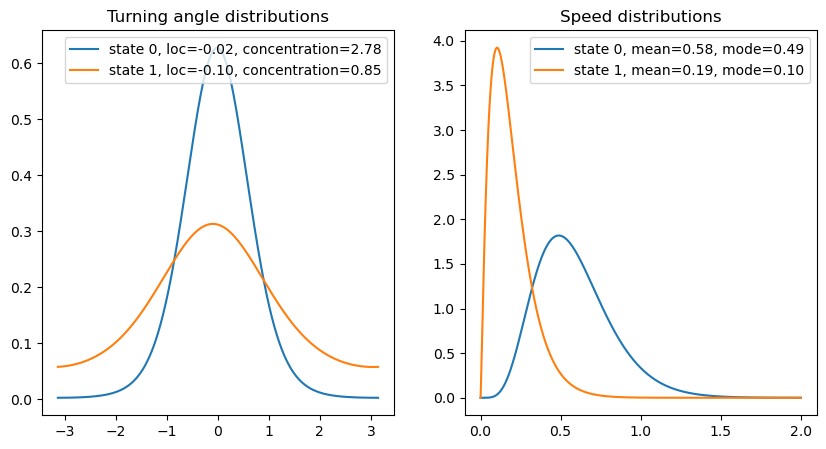 Turning angle distributions
state 0, loc=-0.02, concentration=2.78
state 1, loc=-0.10, concentration=0.85
0.6
0.5
0.4
0.3
0.2
0.1
0.0
−3 −2 −1 0 1 2 3
Speed distributions
state 0, mean=0.58, mode=0.49
state 1, mean=0.19, mode=0.10
4.0
3.5
3.0
2.5
2.0
1.5
1.0
0.5
0.0
0.0 0.5 1.0 1.5 2.0